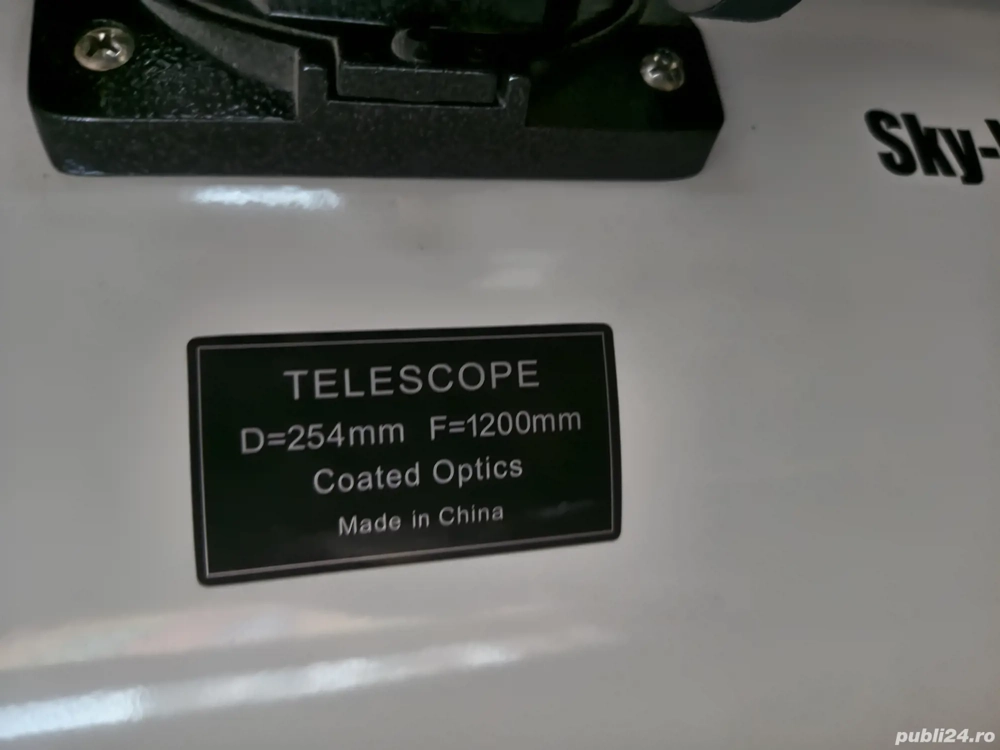 Sky-
TELESCOPE
D=254mm F=1200mm
Coated Optics
Made in China
publi24.ro